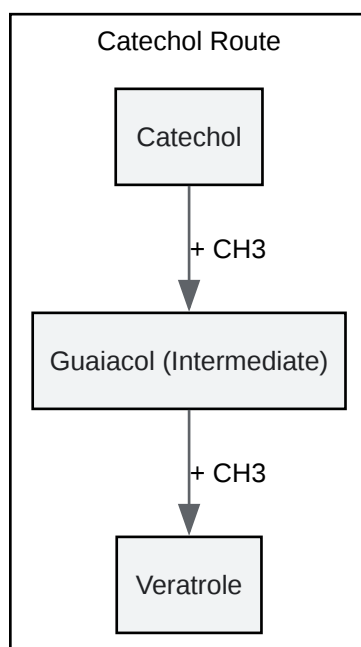 Catechol Route
Catechol
+ CH3
Guaiacol (Intermediate)
+ CH3
Veratrole